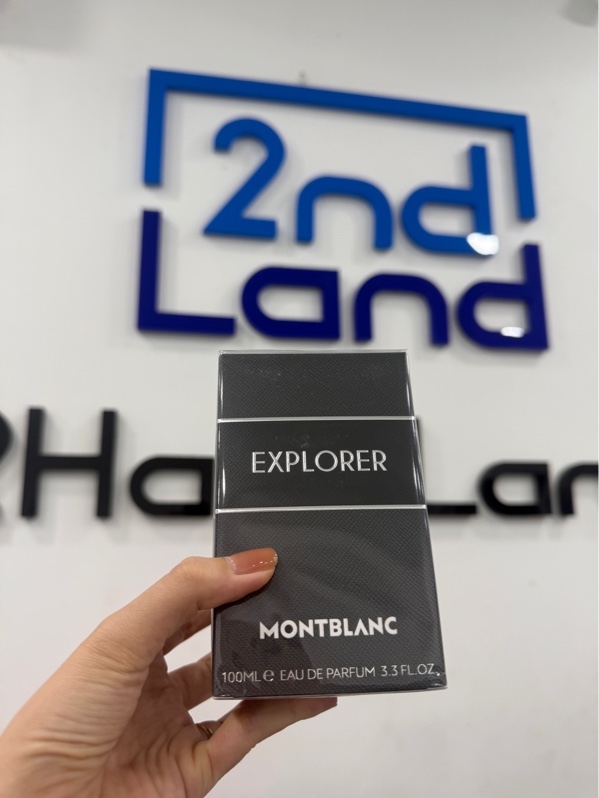 2nd
Land
EXPLORER
MONTBLANC
100ML e EAU DE PARFUM 3.3 FL.OZ.